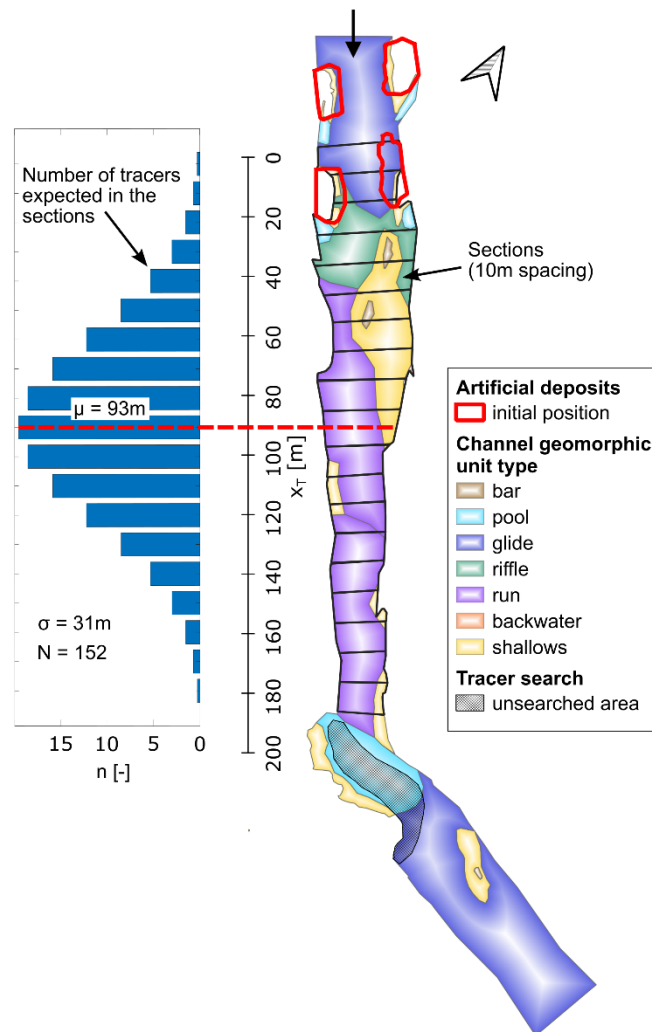 Number of tracers
expected in the
sections
0
20
40
60
80
100
120
140
160
180
200
x_T [m]
μ = 93m
σ = 31m
N = 152
15 10 5 0
n [-]
Sections
(10m spacing)
Artificial deposits
initial position
Channel geomorphic
unit type
bar
pool
glide
riffle
run
backwater
shallows
Tracer search
unsearched area